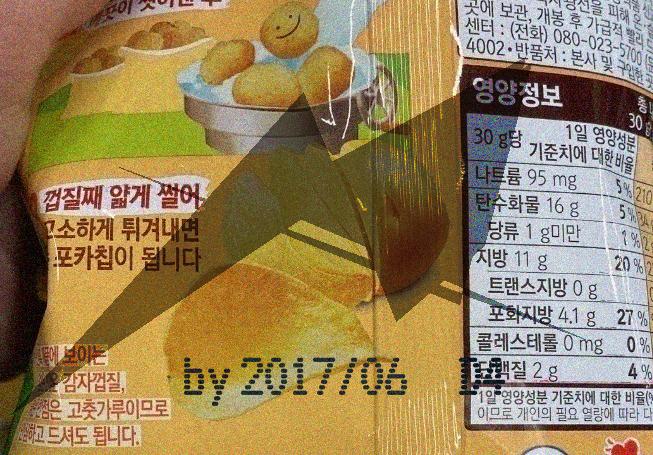 껍질째 얇게 썰어,
고소하게 튀겨내면
포카칩이 됩니다
보이는
감자껍질,
고춧가루이므로
드셔도 됩니다.
by 2017/06 D4
곳에 보관, 개봉 후 가급적 빨리
센터 : (전화) 080-023-5700
4002•반품처 : 본사 및 구입한
영양정보
30 g당 1일 영양성분
기준치에 대한 비율
나트륨 95 mg 5 %
탄수화물 16 g 5 %
당류 1 g미만 1 %
지방 11 g 20 %
트랜스지방 0 g
포화지방 4.1 g 27 %
콜레스테롤 0 mg 0 %
단백질 2 g 4 %
1일 영양성분 기준치에 대한 비율(%)
이므로 개인의 필요 열량에 따라